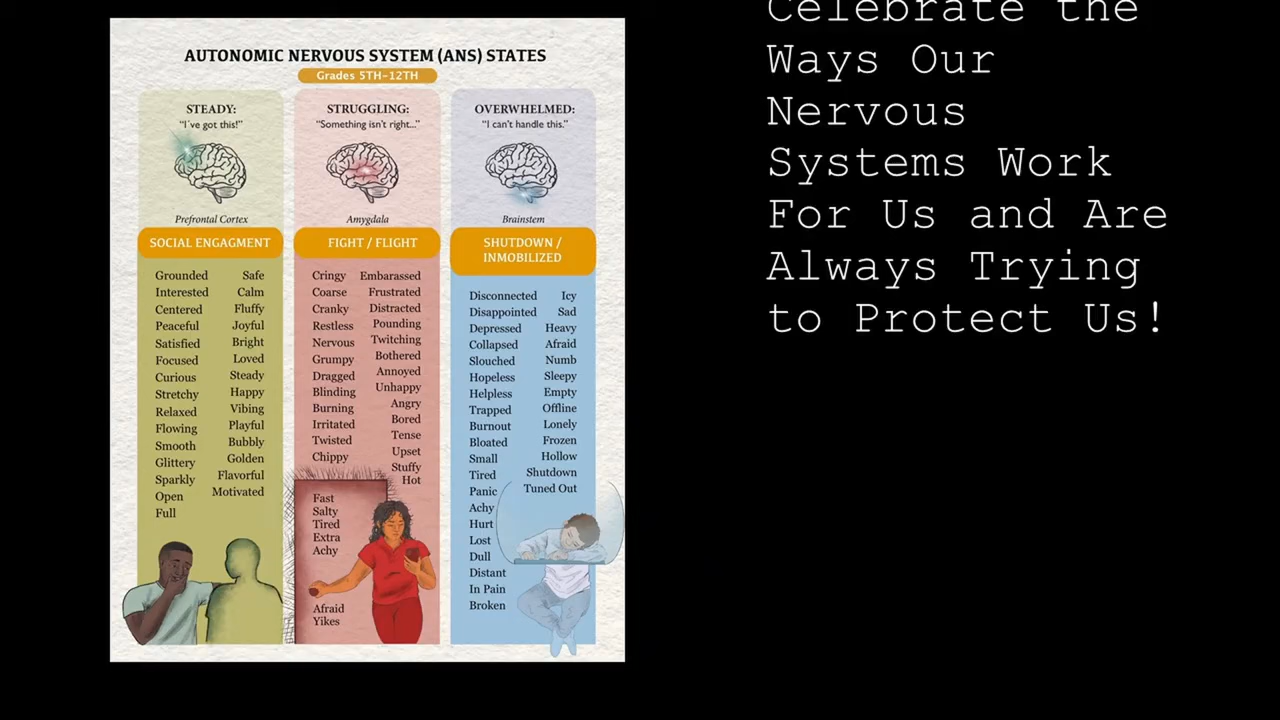 AUTONOMIC NERVOUS SYSTEM (ANS) STATES
Grades 5TH-12TH
STEADY:
"I´ve got this!"
Prefrontal Cortex
SOCIAL ENGAGMENT
Grounded Safe
Interested Calm
Centered Fluffy
Peaceful Joyful
Satisfied Bright
Focused Loved
Curious Steady
Stretchy Happy
Relaxed Vibing
Flowing Playful
Smooth Bubbly
Glittery Golden
Sparkly Flavorful
Open Motivated
Full
STRUGGLING:
"Something isn't right..."
Amygdala
FIGHT / FLIGHT
Cringy Embarassed
Coarse Frustrated
Cranky Distracted
Restless Pounding
Nervous Twitching
Grumpy Bothered
Dragged Annoyed
Blinding Unhappy
Burning Angry
Irritated Bored
Twisted Tense
Chippy Upset
Stuffy
Hot
Fast
Salty
Tired
Extra
Achy
Afraid
Yikes
OVERWHELMED:
"I can't handle this."
Brainstem
SHUTDOWN /
INMOBILIZED
Disconnected Icy
Disappointed Sad
Depressed Heavy
Collapsed Afraid
Slouched Numb
Hopeless Sleepy
Helpless Empty
Trapped Offline
Burnout Lonely
Bloated Frozen
Small Hollow
Tired Shutdown
Panic Tuned Out
Achy
Hurt
Lost
Dull
Distant
In Pain
Broken
Celebrate the
Ways Our
Nervous
Systems Work
For Us and Are
Always Trying
to Protect Us!